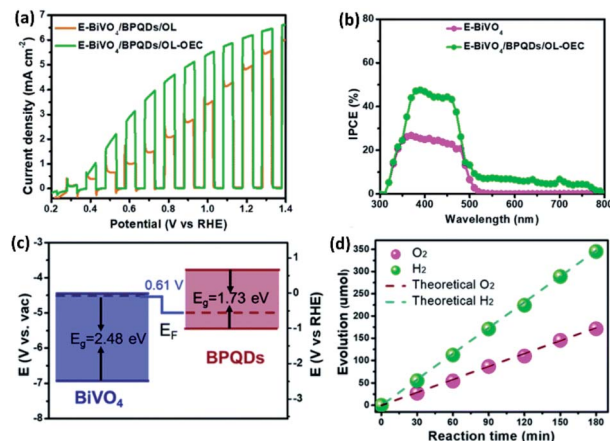 (a)
E-BiVO4/BPQDs/OL
E-BiVO4/BPQDs/OL-OEC
Current density (mA cm-2)
6
5
4
3
2
1
0
0.2 0.4 0.6 0.8 1.0 1.2 1.4
Potential (V vs RHE)
(b)
E-BiVO4
E-BiVO4/BPQDs/OL-OEC
IPCE (%)
80
60
40
20
0
300 400 500 600 700 800
Wavelength (nm)
(c)
E (V vs. vac)
-3
-4
-5
-6
-7
-8
0.61 V
Eg=2.48 eV
EF
Eg=1.73 eV
BiVO4
BPQDs
1
0
-1
-2
E (V vs. RHE)
(d)
O2
H2
Theoretical O2
Theoretical H2
Evolution (umol)
350
300
250
200
150
100
50
0
0 30 60 90 120 150 180
Reaction time (min)